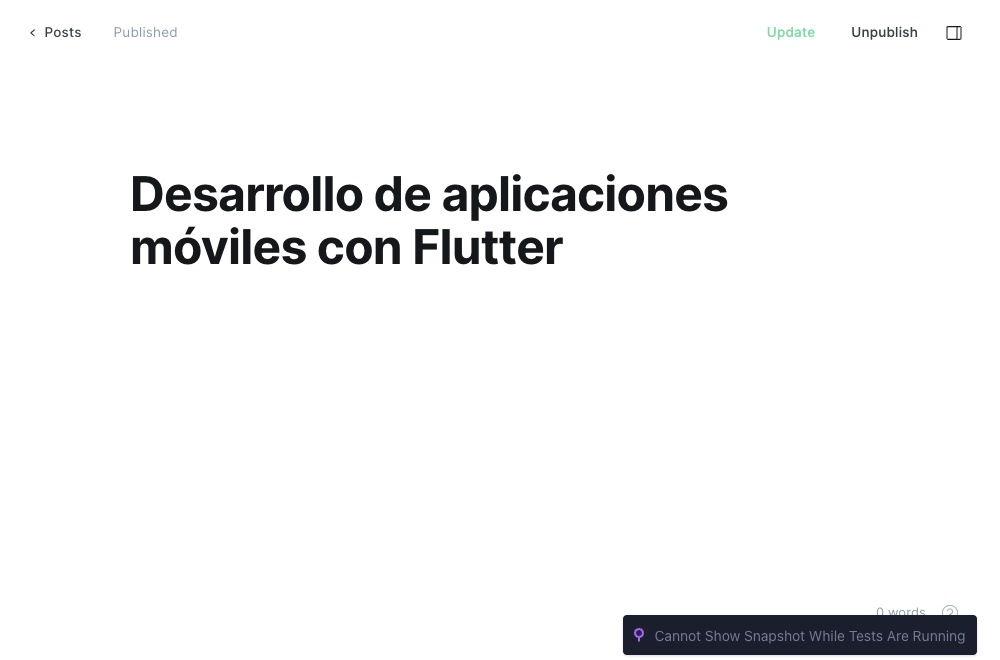 Posts Published Update Unpublish
Desarrollo de aplicaciones
móviles con Flutter
0 words
Cannot Show Snapshot While Tests Are Running